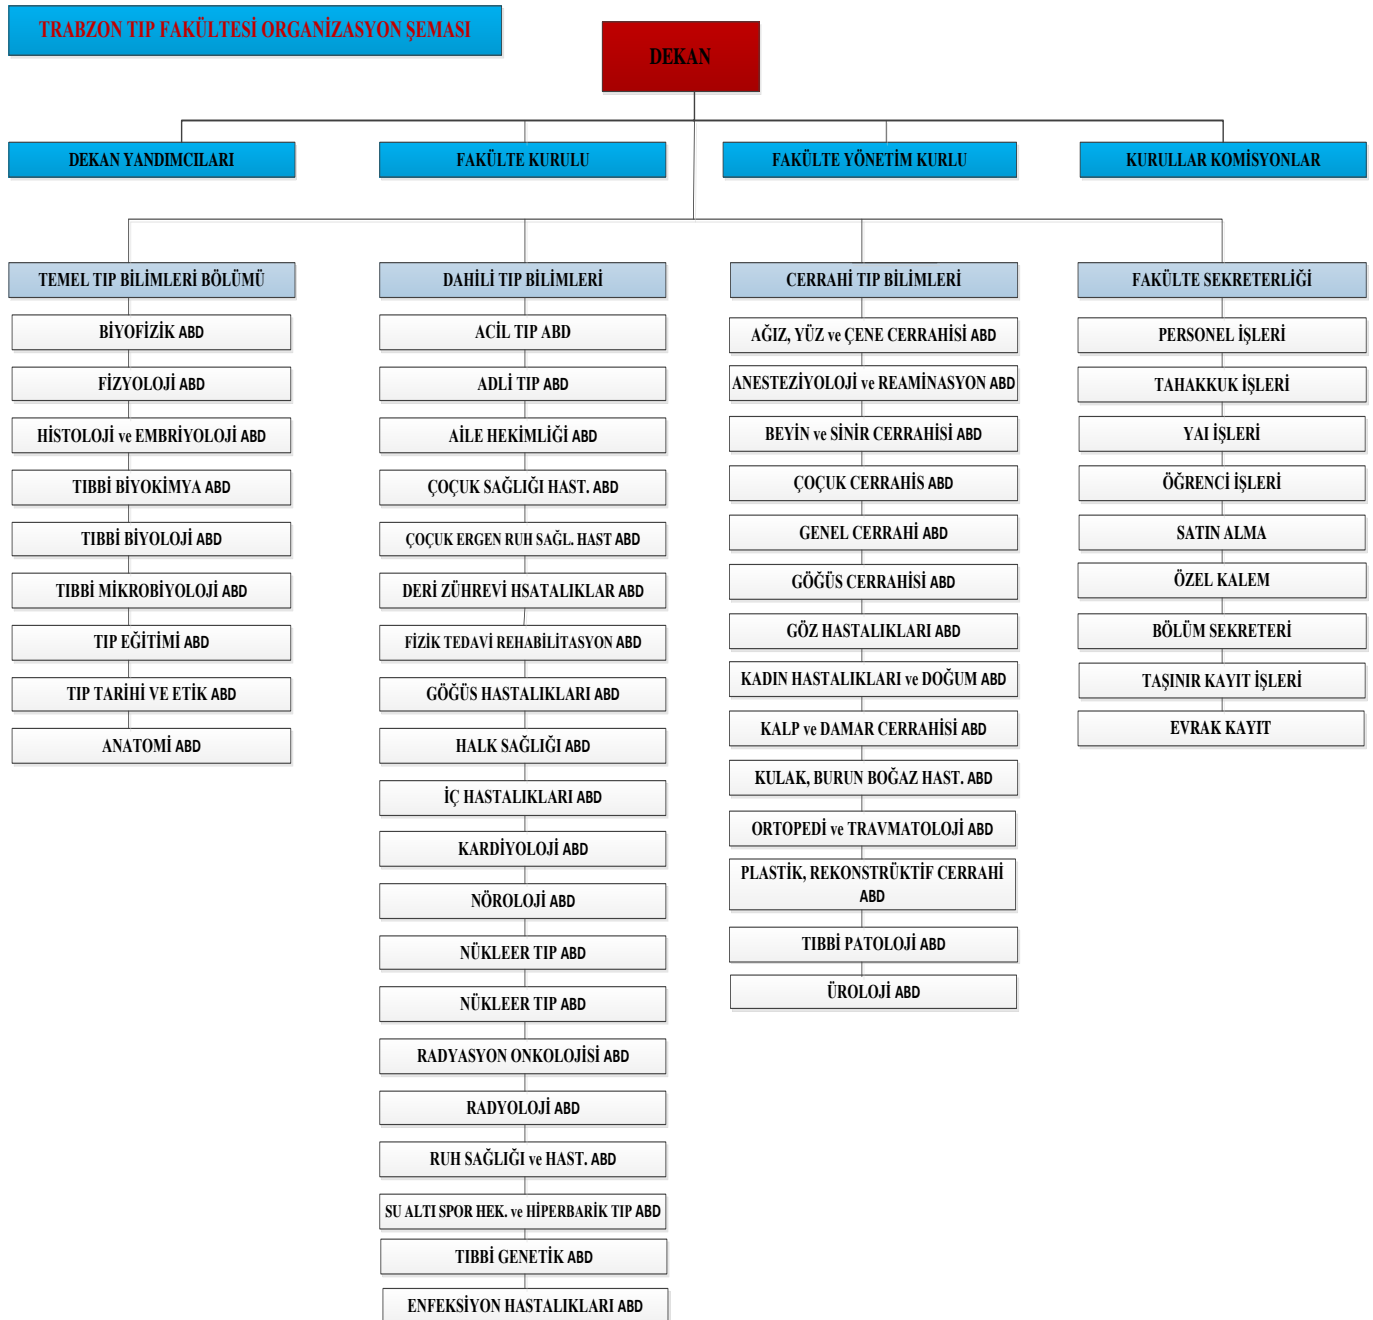 TRABZON TIP FAKÜLTESİ ORGANİZASYON ŞEMASI
DEKAN
DEKAN YANDIMCILARI
FAKÜLTE KURULU
FAKÜLTE YÖNETİM KURLU
KURULLAR KOMİSYONLAR
TEMEL TIP BİLİMLERİ BÖLÜMÜ
BİYOFİZİK ABD
FİZYOLOJİ ABD
HİSTOLOJİ ve EMBRİYOLOJİ ABD
TIBBİ BİYOKİMYA ABD
TIBBİ BİYOLOJİ ABD
TIBBİ MİKROBİYOLOJİ ABD
TIP EĞİTİMİ ABD
TIP TARİHİ VE ETİK ABD
ANATOMİ ABD
DAHİLİ TIP BİLİMLERİ
ACİL TIP ABD
ADLİ TIP ABD
AİLE HEKİMLİĞİ ABD
ÇOÇUK SAĞLIĞI HAST. ABD
ÇOÇUK ERGEN RUH SAĞL. HAST ABD
DERİ ZÜHREVİ HSATALIKLAR ABD
FİZİK TEDAVİ REHABİLİTASYON ABD
GÖĞÜS HASTALIKLARI ABD
HALK SAĞLIĞI ABD
İÇ HASTALIKLARI ABD
KARDİYOLOJİ ABD
NÖROLOJİ ABD
NÜKLEER TIP ABD
NÜKLEER TIP ABD
RADYASYON ONKOLOJİSİ ABD
RADYOLOJİ ABD
RUH SAĞLIĞI ve HAST. ABD
SU ALTI SPOR HEK. ve HİPERBARİK TIP ABD
TIBBİ GENETİK ABD
ENFEKSİYON HASTALIKLARI ABD
CERRAHİ TIP BİLİMLERİ
AĞIZ, YÜZ ve ÇENE CERRAHİSİ ABD
ANESTEZİYOLOJİ ve REAMİNASYON ABD
BEYİN ve SİNİR CERRAHİSİ ABD
ÇOÇUK CERRAHİS ABD
GENEL CERRAHİ ABD
GÖĞÜS CERRAHİSİ ABD
GÖZ HASTALIKLARI ABD
KADIN HASTALIKLARI ve DOĞUM ABD
KALP ve DAMAR CERRAHİSİ ABD
KULAK, BURUN BOĞAZ HAST. ABD
ORTOPEDİ ve TRAVMATOLOJİ ABD
PLASTİK, REKONSTRÜKTİF CERRAHİ
ABD
TIBBİ PATOLOJİ ABD
ÜROLOJİ ABD
FAKÜLTE SEKRETERLİĞİ
PERSONEL İŞLERİ
TAHAKKUK İŞLERİ
YAI İŞLERİ
ÖĞRENCİ İŞLERİ
SATIN ALMA
ÖZEL KALEM
BÖLÜM SEKRETERİ
TAŞINIR KAYIT İŞLERİ
EVRAK KAYIT